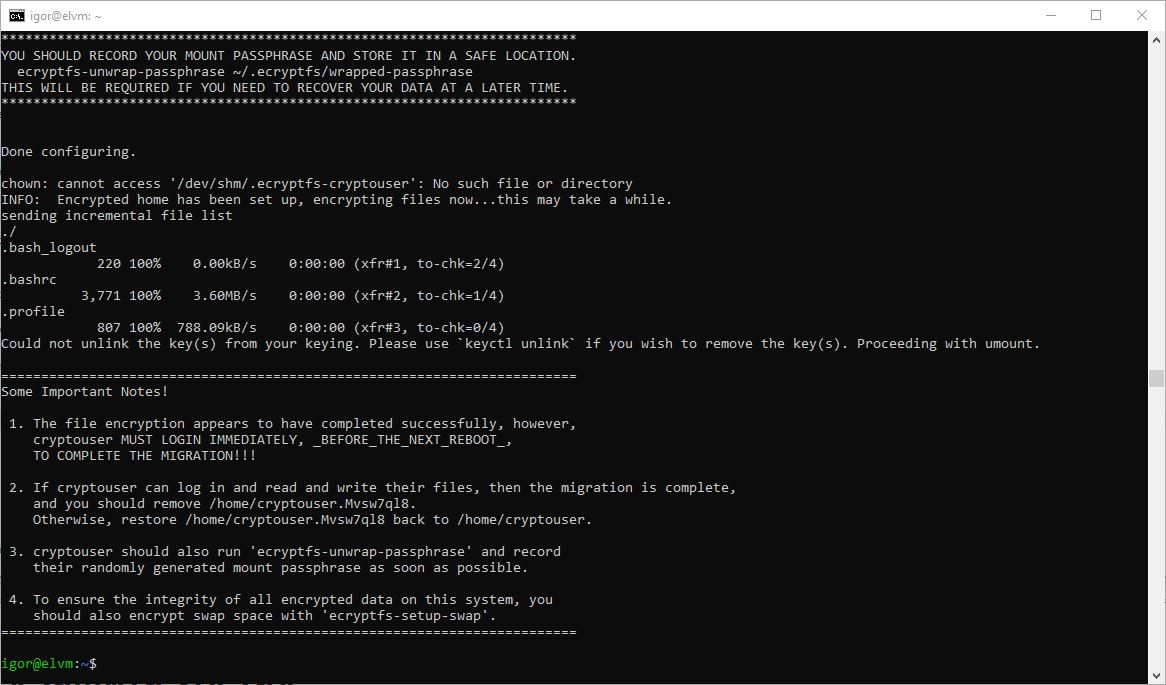 igor@elvm: ~
************************************************************************
YOU SHOULD RECORD YOUR MOUNT PASSPHRASE AND STORE IT IN A SAFE LOCATION.
  ecryptfs-unwrap-passphrase ~/.ecryptfs/wrapped-passphrase
THIS WILL BE REQUIRED IF YOU NEED TO RECOVER YOUR DATA AT A LATER TIME.
************************************************************************
Done configuring.
chown: cannot access '/dev/shm/.ecryptfs-cryptouser': No such file or directory
INFO:  Encrypted home has been set up, encrypting files now...this may take a while.
sending incremental file list
./
.bash_logout
            220 100%    0.00kB/s    0:00:00 (xfr#1, to-chk=2/4)
.bashrc
          3,771 100%    3.60MB/s    0:00:00 (xfr#2, to-chk=1/4)
.profile
            807 100%  788.09kB/s    0:00:00 (xfr#3, to-chk=0/4)
Could not unlink the key(s) from your keying. Please use `keyctl unlink` if you wish to remove the key(s). Proceeding with umount.
========================================================================
Some Important Notes!
 1. The file encryption appears to have completed successfully, however,
    cryptouser MUST LOGIN IMMEDIATELY, _BEFORE_THE_NEXT_REBOOT_,
    TO COMPLETE THE MIGRATION!!!
 2. If cryptouser can log in and read and write their files, then the migration is complete,
    and you should remove /home/cryptouser.Mvsw7ql8.
    Otherwise, restore /home/cryptouser.Mvsw7ql8 back to /home/cryptouser.
 3. cryptouser should also run 'ecryptfs-unwrap-passphrase' and record
    their randomly generated mount passphrase as soon as possible.
 4. To ensure the integrity of all encrypted data on this system, you
    should also encrypt swap space with 'ecryptfs-setup-swap'.
========================================================================
igor@elvm:~$